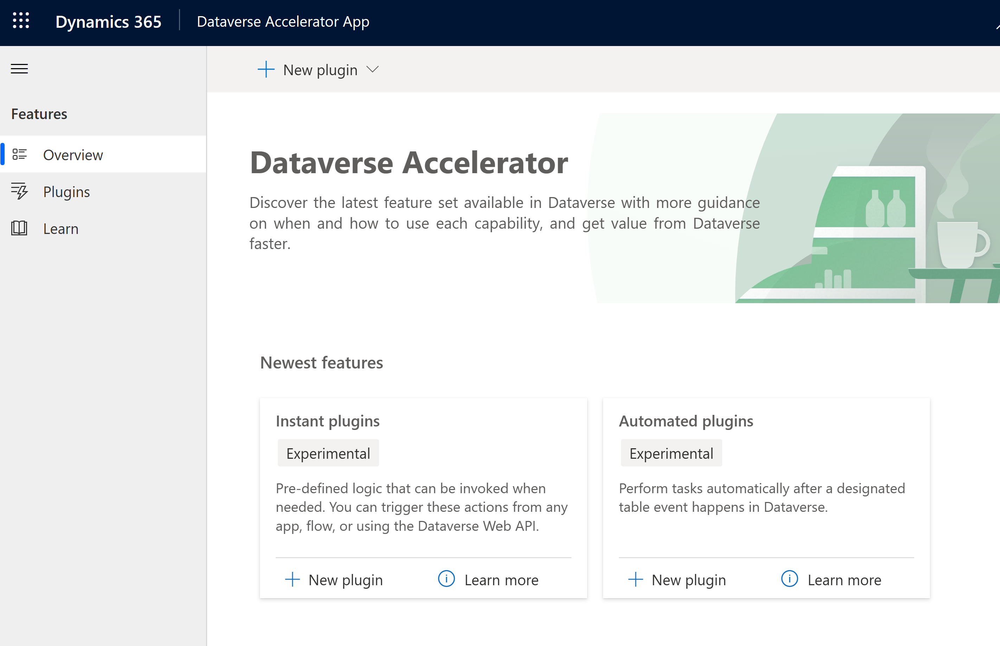 Dynamics 365
Dataverse Accelerator App
New plugin
Features
Overview
Plugins
Learn
Dataverse Accelerator
Discover the latest feature set available in Dataverse with more guidance
on when and how to use each capability, and get value from Dataverse
faster.
Newest features
Instant plugins
Experimental
Pre-defined logic that can be invoked when
needed. You can trigger these actions from any
app, flow, or using the Dataverse Web API.
New plugin
Learn more
Automated plugins
Experimental
Perform tasks automatically after a designated
table event happens in Dataverse.
New plugin
Learn more